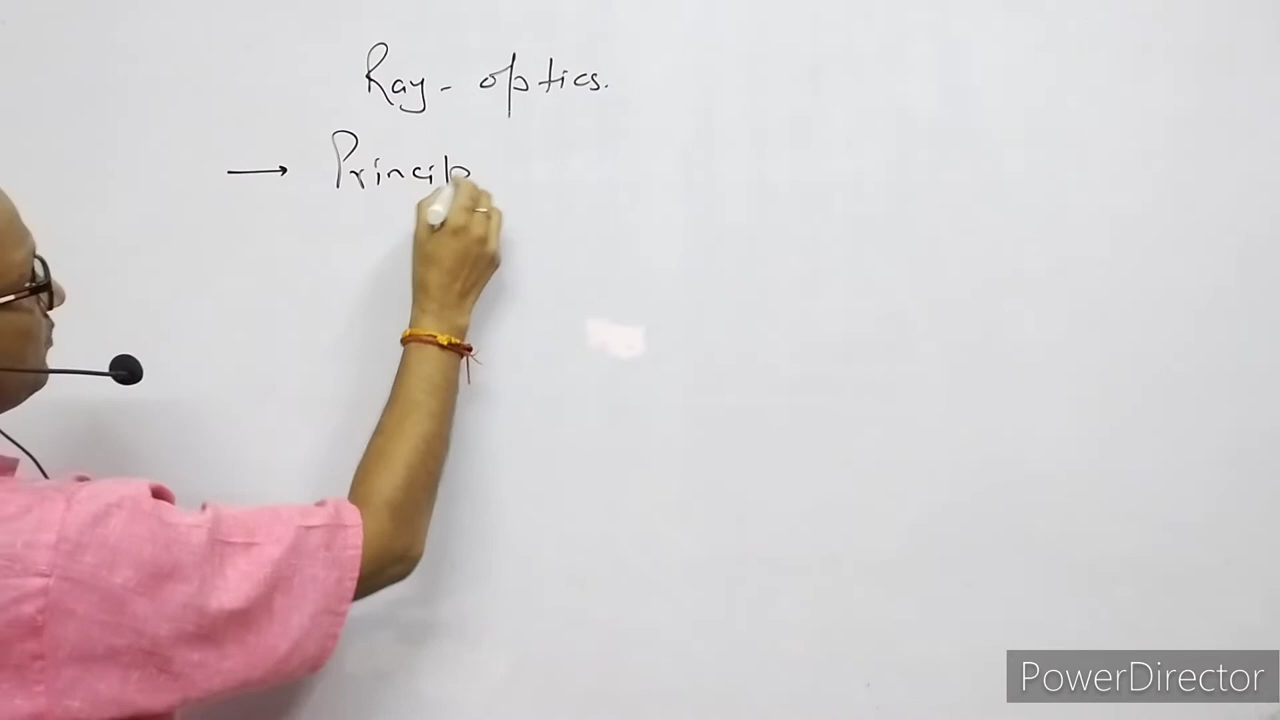 Ray - optics.
→ Princip
PowerDirector